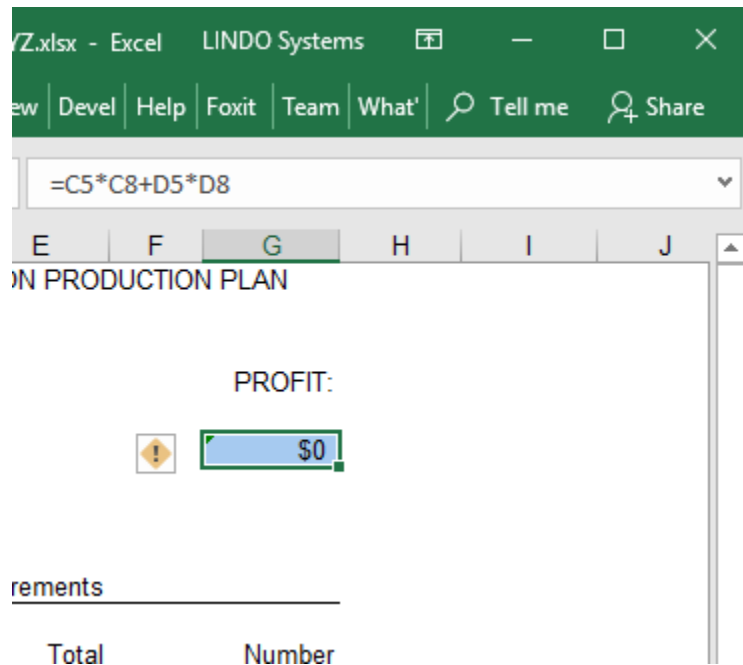 YZ.xlsx - Excel LINDO Systems
ew Devel Help Foxit Team What' Tell me Share
=C5*C8+D5*D8
E F G H I J
ON PRODUCTION PLAN
PROFIT:
$0
rements
Total Number